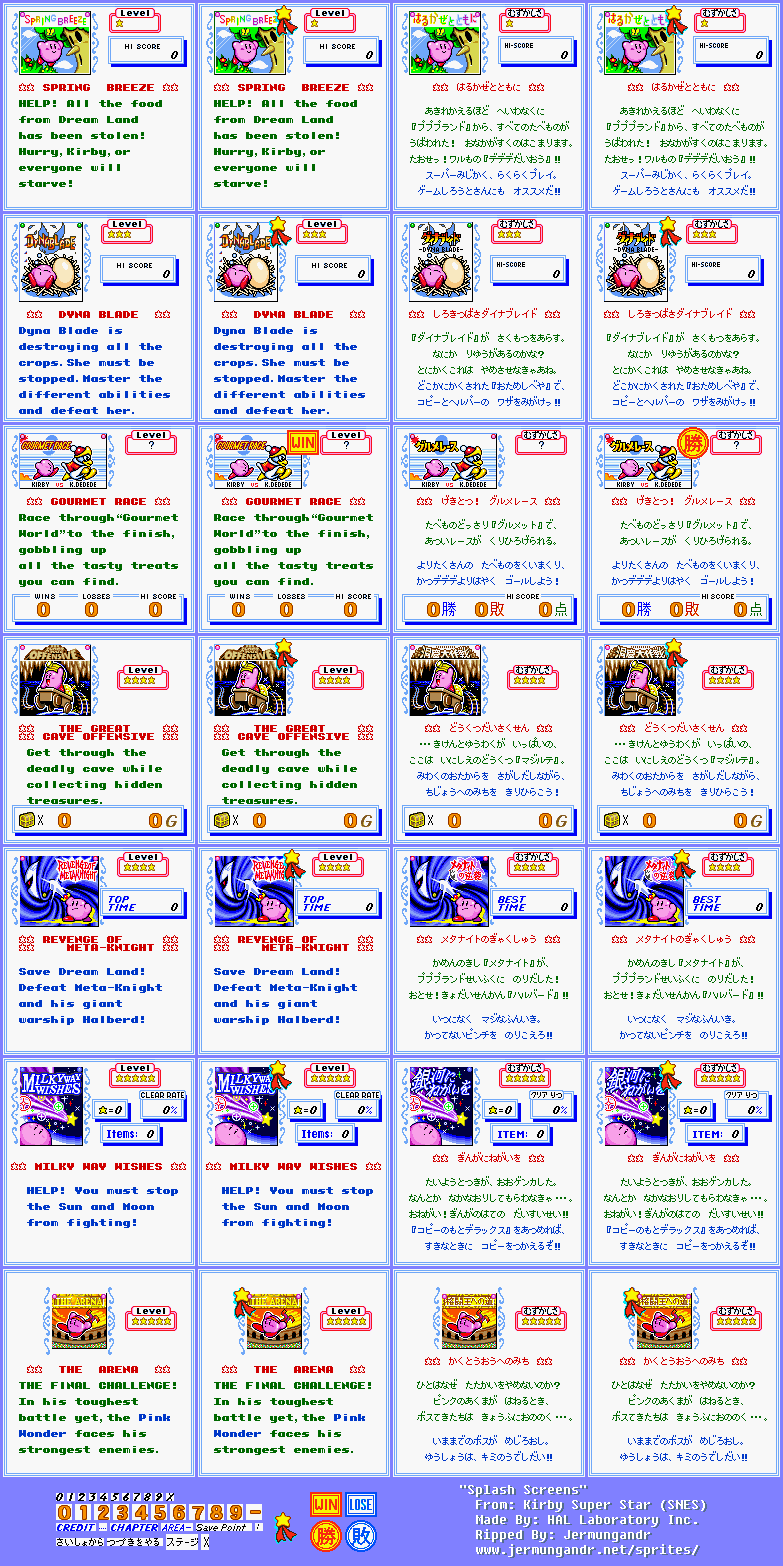 SPRING BREEZE
Level
HI SCORE
0
SPRING BREEZE
HELP! All the food
from Dream Land
has been stolen!
Hurry, Kirby, or
everyone will
starve!
SPRING BREEZE
Level
HI SCORE
0
SPRING BREEZE
HELP! All the food
from Dream Land
has been stolen!
Hurry, Kirby, or
everyone will
starve!
はるかぜとともに
むずかしさ
HI-SCORE
0
はるかぜとともに
あきれかえるほど へいわなくに
『プププランド』から、すべてのたべものが
うばわれた! おなかがすくのはこまります。
たおせっ!ワルもの『デデデだいおう』!!
スーパーみじかく、らくらくプレイ。
ゲームしろうとさんにも オススメだ!!
はるかぜとともに
むずかしさ
HI-SCORE
0
はるかぜとともに
あきれかえるほど へいわなくに
『プププランド』から、すべてのたべものが
うばわれた! おなかがすくのはこまります。
たおせっ!ワルもの『デデデだいおう』!!
スーパーみじかく、らくらくプレイ。
ゲームしろうとさんにも オススメだ!!
DYNABLADE
Level
HI SCORE
0
DYNA BLADE
Dyna Blade is
destroying all the
crops.She must be
stopped.Master the
different abilities
and defeat her.
DYNABLADE
Level
HI SCORE
0
DYNA BLADE
Dyna Blade is
destroying all the
crops.She must be
stopped.Master the
different abilities
and defeat her.
ダイナブレイド
-DYNA BLADE-
むずかしさ
HI-SCORE
0
しろきつばさダイナブレイド
『ダイナブレイド』が さくもつをあらす。
なにか りゆうがあるのかな?
とにかくこれは やめさせなきゃあね。
どこかにかくされた『おためしべや』で、
コピーとヘルパーの ワザをみがけっ!
ダイナブレイド
-DYNA BLADE-
むずかしさ
HI-SCORE
0
しろきつばさダイナブレイド
『ダイナブレイド』が さくもつをあらす。
なにか りゆうがあるのかな?
とにかくこれは やめさせなきゃあね。
どこかにかくされた『おためしべや』で、
コピーとヘルパーの ワザをみがけっ!
GOURMET RACE
KIRBY vs K.DEDEDE
Level
?
GOURMET RACE
Race through“Gourmet
World”to the finish,
gobbling up
all the tasty treats
you can find.
WINS LOSSES HI SCORE
0 0 0
GOURMET RACE
KIRBY vs K.DEDEDE
WIN
Level
?
GOURMET RACE
Race through“Gourmet
World”to the finish,
gobbling up
all the tasty treats
you can find.
WINS LOSSES HI SCORE
0 0 0
グルメレース
KIRBY vs K.DEDEDE
むずかしさ
?
げきとつ! グルメレース
たべものどっさり『グルメット』で、
あついレースが くりひろげられる。
よりたくさんの たべものをくいまくり、
かつデデデよりはやく ゴールしよう!
HI SCORE
0勝 0敗 0点
グルメレース
KIRBY vs K.DEDEDE
勝
むずかしさ
?
げきとつ! グルメレース
たべものどっさり『グルメット』で、
あついレースが くりひろげられる。
よりたくさんの たべものをくいまくり、
かつデデデよりはやく ゴールしよう!
HI SCORE
0勝 0敗 0点
OFFENSIVE
Level
THE GREAT
CAVE OFFENSIVE
Get through the
deadly cave while
collecting hidden
treasures.
X 0 0G
OFFENSIVE
Level
THE GREAT
CAVE OFFENSIVE
Get through the
deadly cave while
collecting hidden
treasures.
X 0 0G
洞窟大作戦
むずかしさ
どうくつだいさくせん
…きけんとゆうわくが いっぱいの、
ここは いにしえのどうくつ『マジルテ』。
みわくのおたからを さがしだしながら、
ちじょうへのみちを きりひらこう!
X 0 0G
洞窟大作戦
むずかしさ
どうくつだいさくせん
…きけんとゆうわくが いっぱいの、
ここは いにしえのどうくつ『マジルテ』。
みわくのおたからを さがしだしながら、
ちじょうへのみちを きりひらこう!
X 0 0G
REVENGE OF
METAKNIGHT
Level
TOP
TIME 0
REVENGE OF
META-KNIGHT
Save Dream Land!
Defeat Meta-Knight
and his giant
warship Halberd!
REVENGE OF
METAKNIGHT
Level
TOP
TIME 0
REVENGE OF
META-KNIGHT
Save Dream Land!
Defeat Meta-Knight
and his giant
warship Halberd!
メタナイトの逆襲
むずかしさ
BEST
TIME 0
メタナイトのぎゃくしゅう
かめんのきし『メタナイト』が、
プププランドせいふくに のりだした!
おとせ!きょだいせんかん『ハルバード』!!
いつになく マジなふんいき。
かつてないピンチを のりこえろ!!
メタナイトの逆襲
むずかしさ
BEST
TIME 0
メタナイトのぎゃくしゅう
かめんのきし『メタナイト』が、
プププランドせいふくに のりだした!
おとせ!きょだいせんかん『ハルバード』!!
いつになく マジなふんいき。
かつてないピンチを のりこえろ!!
MILKYWAY
WISHES
Level
CLEAR RATE
=0 0%
Items: 0
MILKY WAY WISHES
HELP! You must stop
the Sun and Moon
from fighting!
MILKYWAY
WISHES
Level
CLEAR RATE
=0 0%
Items: 0
MILKY WAY WISHES
HELP! You must stop
the Sun and Moon
from fighting!
銀河にねがいを
むずかしさ
クリアりつ
=0 0%
ITEM: 0
ぎんがにねがいを
たいようとつきが、おおゲンカした。
なんとか なかなおりしてもらわなきゃ…。
おねがい!ぎんがのはての だいすいせい!!
『コピーのもとデラックス』をあつめれば、
すきなときに コピーをつかえるぞ!!
銀河にねがいを
むずかしさ
クリアりつ
=0 0%
ITEM: 0
ぎんがにねがいを
たいようとつきが、おおゲンカした。
なんとか なかなおりしてもらわなきゃ…。
おねがい!ぎんがのはての だいすいせい!!
『コピーのもとデラックス』をあつめれば、
すきなときに コピーをつかえるぞ!!
THE ARENA
Level
THE ARENA
THE FINAL CHALLENGE!
In his toughest
battle yet,the Pink
Wonder faces his
strongest enemies.
THE ARENA
Level
THE ARENA
THE FINAL CHALLENGE!
In his toughest
battle yet,the Pink
Wonder faces his
strongest enemies.
格闘王への道
むずかしさ
かくとうおうへのみち
ひとはなぜ たたかいをやめないのか?
ピンクのあくまが はねるとき、
ボスてきたちは きょうふにおののく…。
いままでのボスが めじろおし。
ゆうしょうは、キミのうでしだい!!
格闘王への道
むずかしさ
かくとうおうへのみち
ひとはなぜ たたかいをやめないのか?
ピンクのあくまが はねるとき、
ボスてきたちは きょうふにおののく…。
いままでのボスが めじろおし。
ゆうしょうは、キミのうでしだい!!
0123456789X
0123456789-
CREDIT … CHAPTER AREA- Save Point !
さいしょから つづきをやる ステージ X
WIN LOSE
勝 敗
"Splash Screens"
From: Kirby Super Star (SNES)
Made By: HAL Laboratory Inc.
Ripped By: Jermungandr
www.jermungandr.net/sprites/